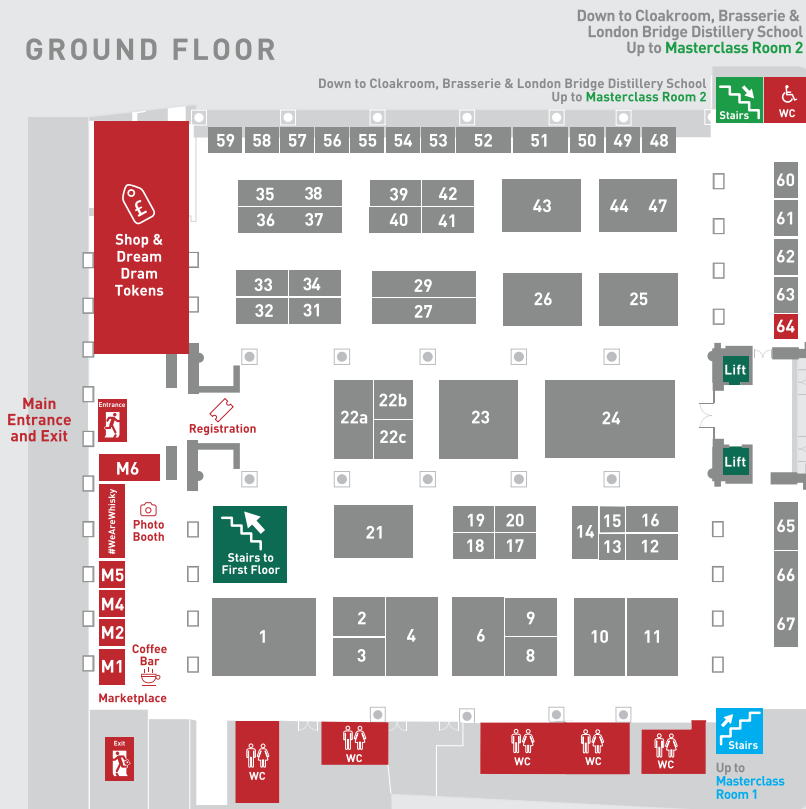 GROUND FLOOR
Down to Cloakroom, Brasserie &
London Bridge Distillery School
Up to Masterclass Room 2
Down to Cloakroom, Brasserie & London Bridge Distillery School
Up to Masterclass Room 2
Stairs
WC
59 58 57 56 55 54 53 52 51 50 49 48
£
Shop &
Dream
Dram
Tokens
35 38 39 42
43 44 47
36 37 40 41
60
61
62
63
64
33 34 29
26 25
32 31 27
Lift
Main
Entrance
and Exit
Entrance
Registration
22a 22b
22c
23 24
M6
Lift
#WeAreWhisky
Photo
Booth
Stairs to
First Floor
21
19 20
18 17
14 15 16
13 12
65
66
67
M5
M4
M2
M1
Coffee
Bar
Marketplace
1
2
3
4
6
9
8
10 11
Exit
WC
WC
WC
WC
WC
Stairs
Up to
Masterclass
Room 1